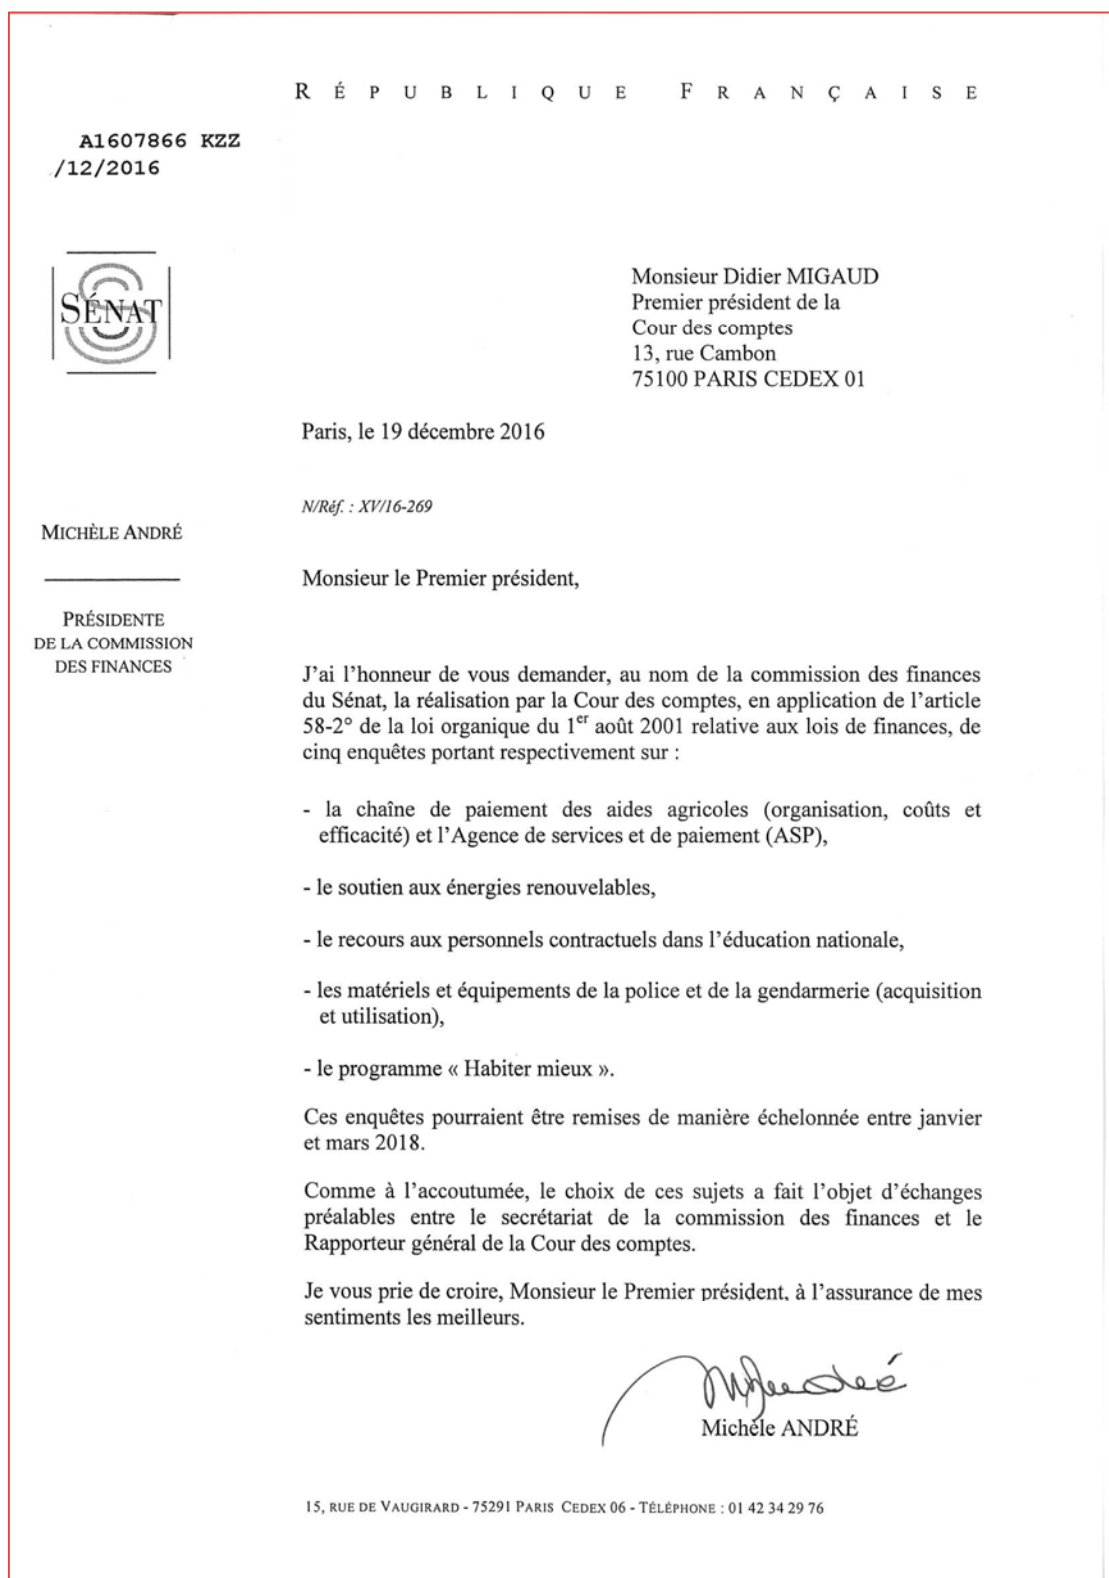 RÉPUBLIQUE FRANÇAISE
A1607866 KZZ
/12/2016
SÉNAT
Monsieur Didier MIGAUD
Premier président de la
Cour des comptes
13, rue Cambon
75100 PARIS CEDEX 01
Paris, le 19 décembre 2016
N/Réf. : XV/16-269
MICHÈLE ANDRÉ
PRÉSIDENTE
DE LA COMMISSION
DES FINANCES
Monsieur le Premier président,
J'ai l'honneur de vous demander, au nom de la commission des finances
du Sénat, la réalisation par la Cour des comptes, en application de l'article
58-2° de la loi organique du 1er août 2001 relative aux lois de finances, de
cinq enquêtes portant respectivement sur :
- la chaîne de paiement des aides agricoles (organisation, coûts et
efficacité) et l'Agence de services et de paiement (ASP),
- le soutien aux énergies renouvelables,
- le recours aux personnels contractuels dans l'éducation nationale,
- les matériels et équipements de la police et de la gendarmerie (acquisition
et utilisation),
- le programme « Habiter mieux ».
Ces enquêtes pourraient être remises de manière échelonnée entre janvier
et mars 2018.
Comme à l'accoutumée, le choix de ces sujets a fait l'objet d'échanges
préalables entre le secrétariat de la commission des finances et le
Rapporteur général de la Cour des comptes.
Je vous prie de croire, Monsieur le Premier président, à l'assurance de mes
sentiments les meilleurs.
MAndré
Michèle ANDRÉ
15, RUE DE VAUGIRARD - 75291 PARIS CEDEX 06 - TÉLÉPHONE : 01 42 34 29 76